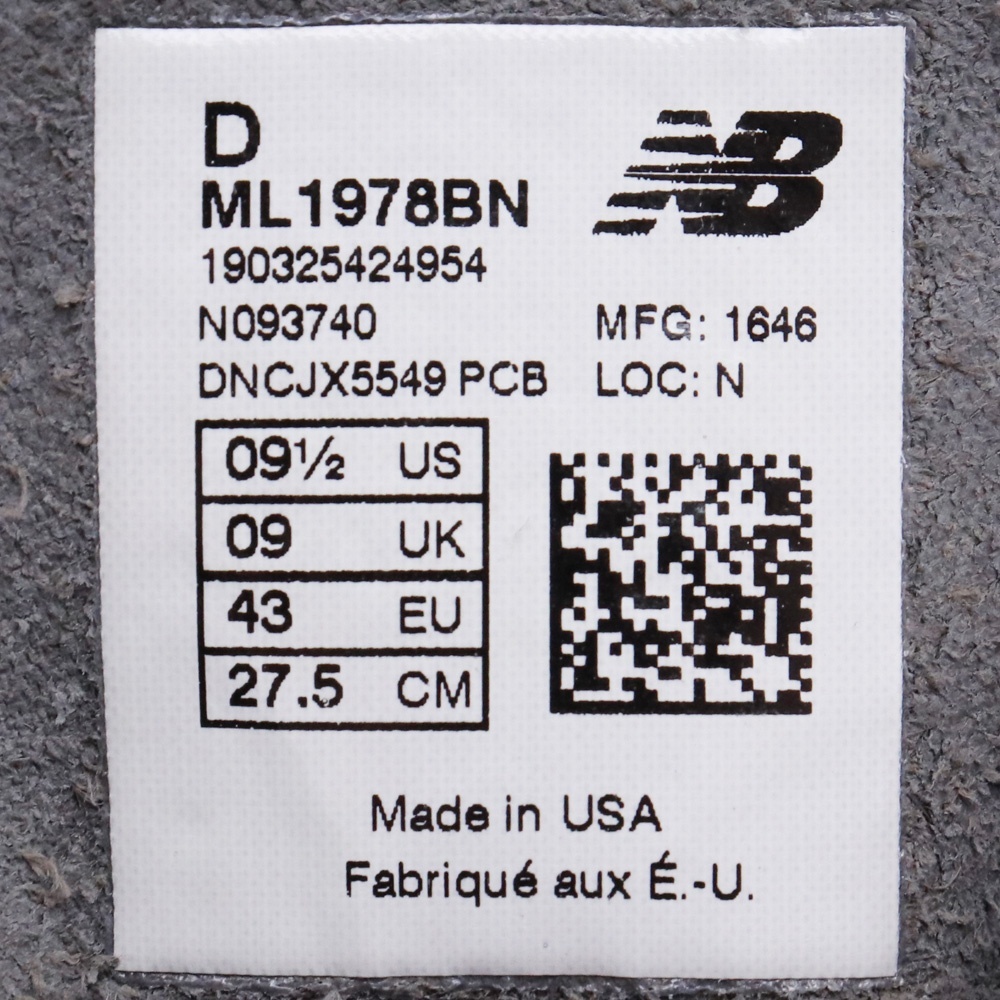 D
NB
ML1978BN
190325424954
N093740 MFG: 1646
DNCJX5549 PCB LOC: N
09½ US
09 UK
43 EU
27.5 CM
Made in USA
Fabriqué aux É.-U.